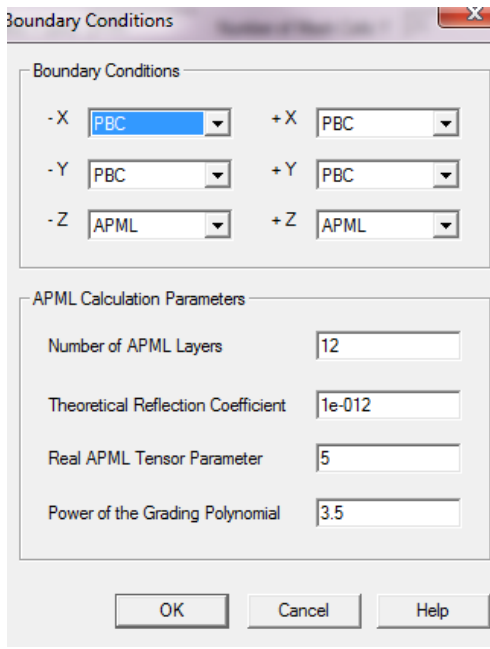 Boundary Conditions
Boundary Conditions
- X PBC + X PBC
- Y PBC + Y PBC
- Z APML + Z APML
APML Calculation Parameters
Number of APML Layers 12
Theoretical Reflection Coefficient 1e-012
Real APML Tensor Parameter 5
Power of the Grading Polynomial 3.5
OK Cancel Help